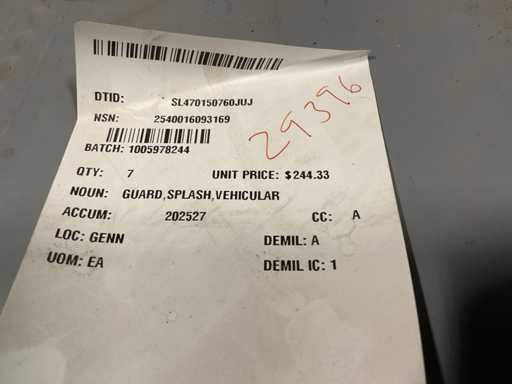 DTID: SL470150760JUJ
NSN: 2540016093169
29396
BATCH: 1005978244
QTY: 7 UNIT PRICE: $244.33
NOUN: GUARD,SPLASH,VEHICULAR
ACCUM: 202527 CC: A
LOC: GENN DEMIL: A
UOM: EA DEMIL IC: 1